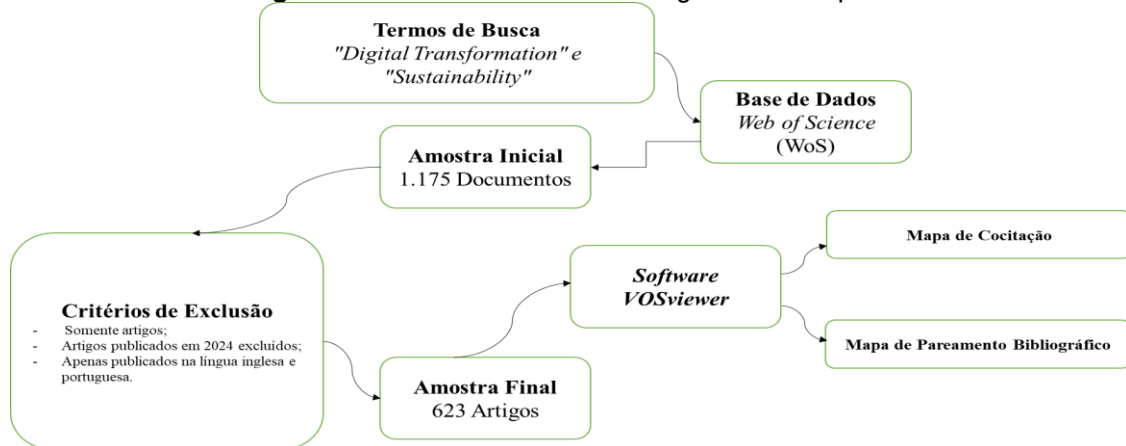 Termos de Busca
"Digital Transformation" e
"Sustainability"
Base de Dados
Web of Science
(WoS)
Amostra Inicial
1.175 Documentos
Critérios de Exclusão
- Somente artigos;
- Artigos publicados em 2024 excluídos;
- Apenas publicados na língua inglesa e
portuguesa.
Amostra Final
623 Artigos
Software
VOSviewer
Mapa de Cocitação
Mapa de Pareamento Bibliográfico